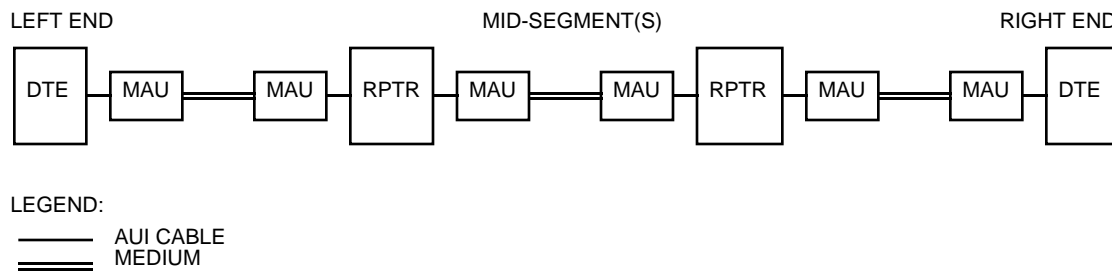 LEFT END MID-SEGMENT(S) RIGHT END
DTE MAU MAU RPTR MAU MAU RPTR MAU MAU DTE
LEGEND:
AUI CABLE
MEDIUM